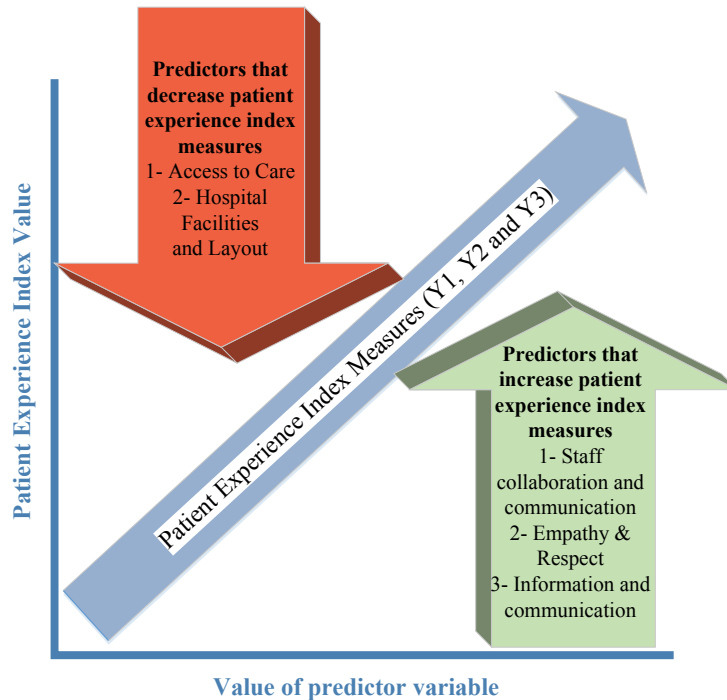 Predictors that
decrease patient
experience index
measures
1- Access to Care
2- Hospital
Facilities
and Layout
Patient Experience Index Value
Patient Experience Index Measures (Y1, Y2 and Y3)
Predictors that
increase patient
experience index
measures
1- Staff
collaboration and
communication
2- Empathy &
Respect
3- Information and
communication
Value of predictor variable